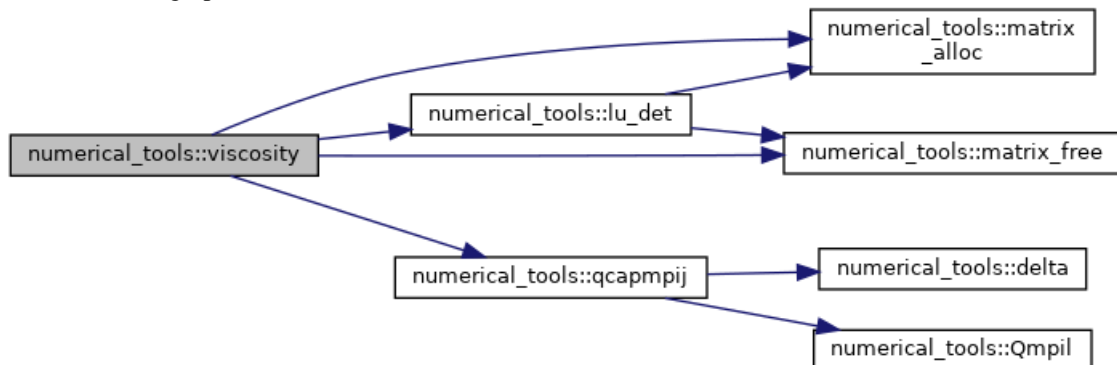 numerical_tools::matrix
_alloc
numerical_tools::lu_det
numerical_tools::viscosity
numerical_tools::matrix_free
numerical_tools::qcapmpij
numerical_tools::delta
numerical_tools::Qmpil